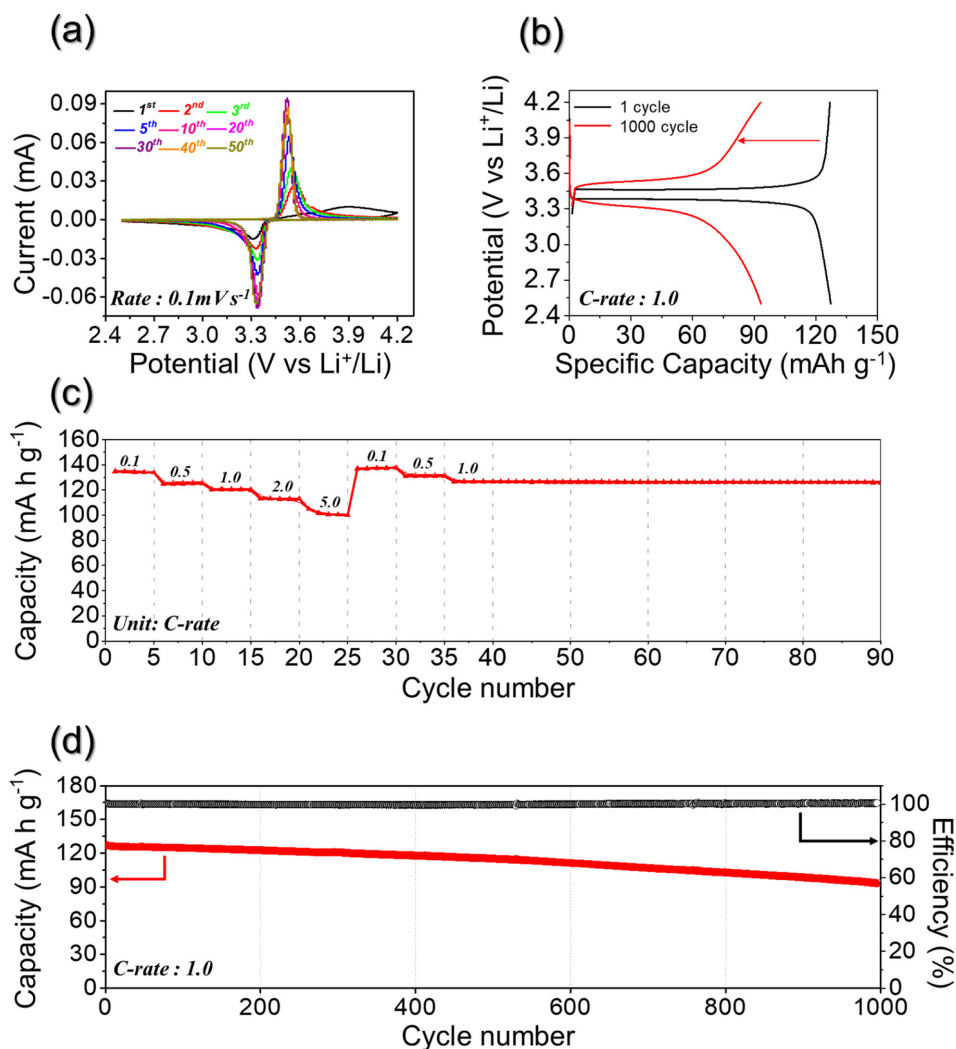 (a)
0.09
0.06
0.03
0.00
-0.03
-0.06
Current (mA)
1st 2nd 3rd
5th 10th 20th
30th 40th 50th
Rate : 0.1mV s-1
2.4 2.7 3.0 3.3 3.6 3.9 4.2
Potential (V vs Li+/Li)
(b)
4.2
3.9
3.6
3.3
3.0
2.7
2.4
Potential (V vs Li+/Li)
1 cycle
1000 cycle
C-rate : 1.0
0 30 60 90 120 150
Specific Capacity (mAh g-1)
(c)
160
140
120
100
80
60
40
20
0
Capacity (mA h g-1)
0.1 0.5 1.0 2.0 5.0 0.1 0.5 1.0
Unit: C-rate
0 5 10 15 20 25 30 35 40 50 60 70 80 90
Cycle number
(d)
180
165
150
135
120
90
60
30
0
Capacity (mA h g-1)
100
80
60
40
20
0
Efficiency (%)
C-rate : 1.0
0 200 400 600 800 1000
Cycle number